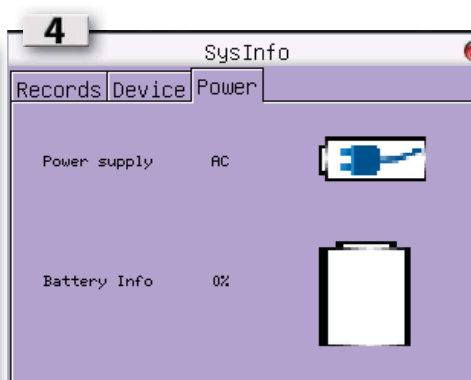 4
SysInfo
Records Device Power
Power supply AC
Battery Info 0%